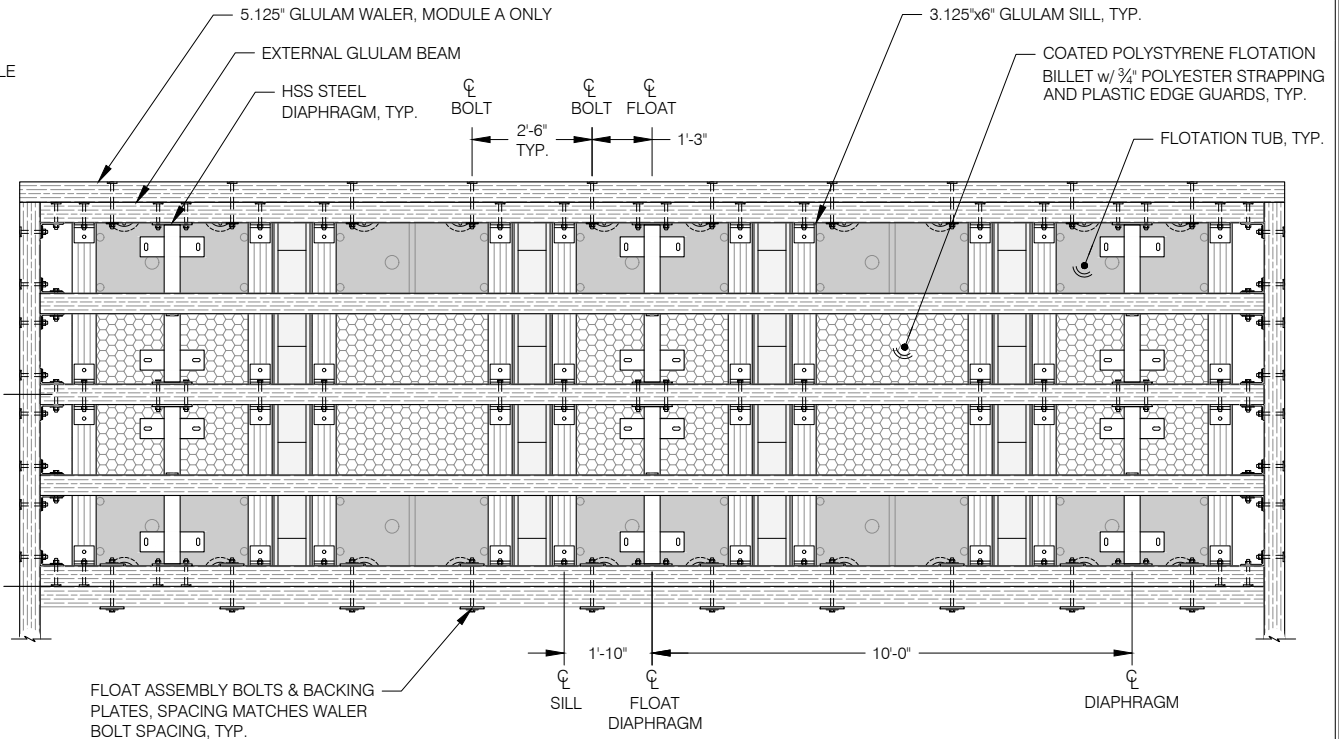 5.125" GLULAM WALER, MODULE A ONLY
3.125"x6" GLULAM SILL, TYP.
EXTERNAL GLULAM BEAM
COATED POLYSTYRENE FLOTATION
BILLET w/ ¾" POLYESTER STRAPPING
AND PLASTIC EDGE GUARDS, TYP.
LE
HSS STEEL
DIAPHRAGM, TYP.
℄
BOLT
℄
BOLT
℄
FLOAT
2'-6"
TYP.
1'-3"
FLOTATION TUB, TYP.
1'-10"
10'-0"
℄
SILL
℄
FLOAT
DIAPHRAGM
℄
DIAPHRAGM
FLOAT ASSEMBLY BOLTS & BACKING
PLATES, SPACING MATCHES WALER
BOLT SPACING, TYP.